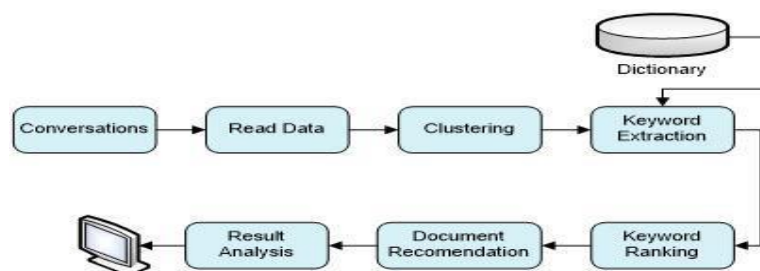 Dictionary
Conversations
Read Data
Clustering
Keyword
Extraction
Result
Analysis
Document
Recomendation
Keyword
Ranking